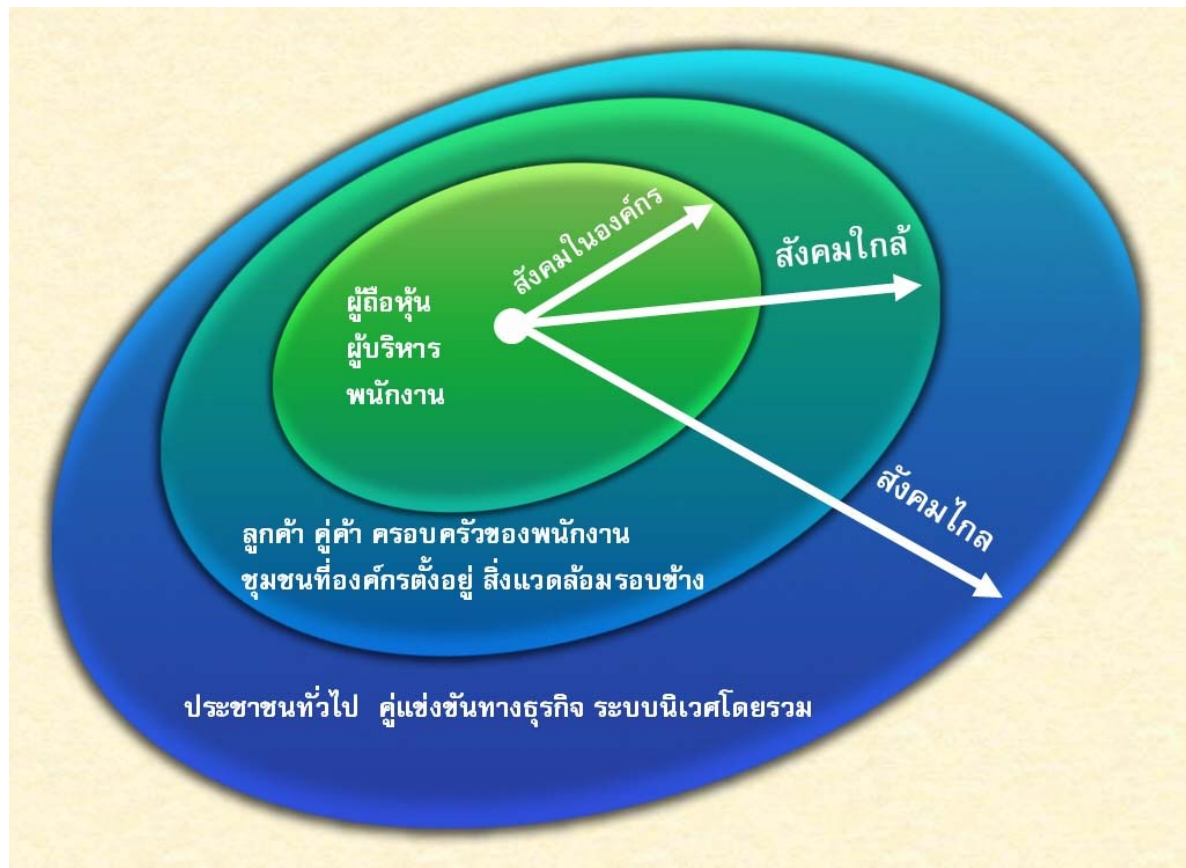 สังคมในองค์กร
สังคมใกล้
ผู้ถือหุ้น
ผู้บริหาร
พนักงาน
สังคมไกล
ลูกค้า คู่ค้า ครอบครัวของพนักงาน
ชุมชนที่องค์กรตั้งอยู่ สิ่งแวดล้อมรอบข้าง
ประชาชนทั่วไป คู่แข่งขันทางธุรกิจ ระบบนิเวศโดยรวม